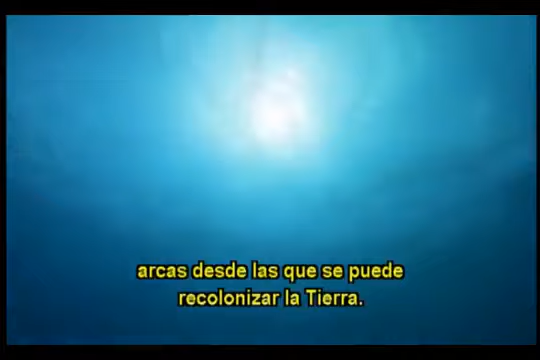 arcas desde las que se puede
recolonizar la Tierra.